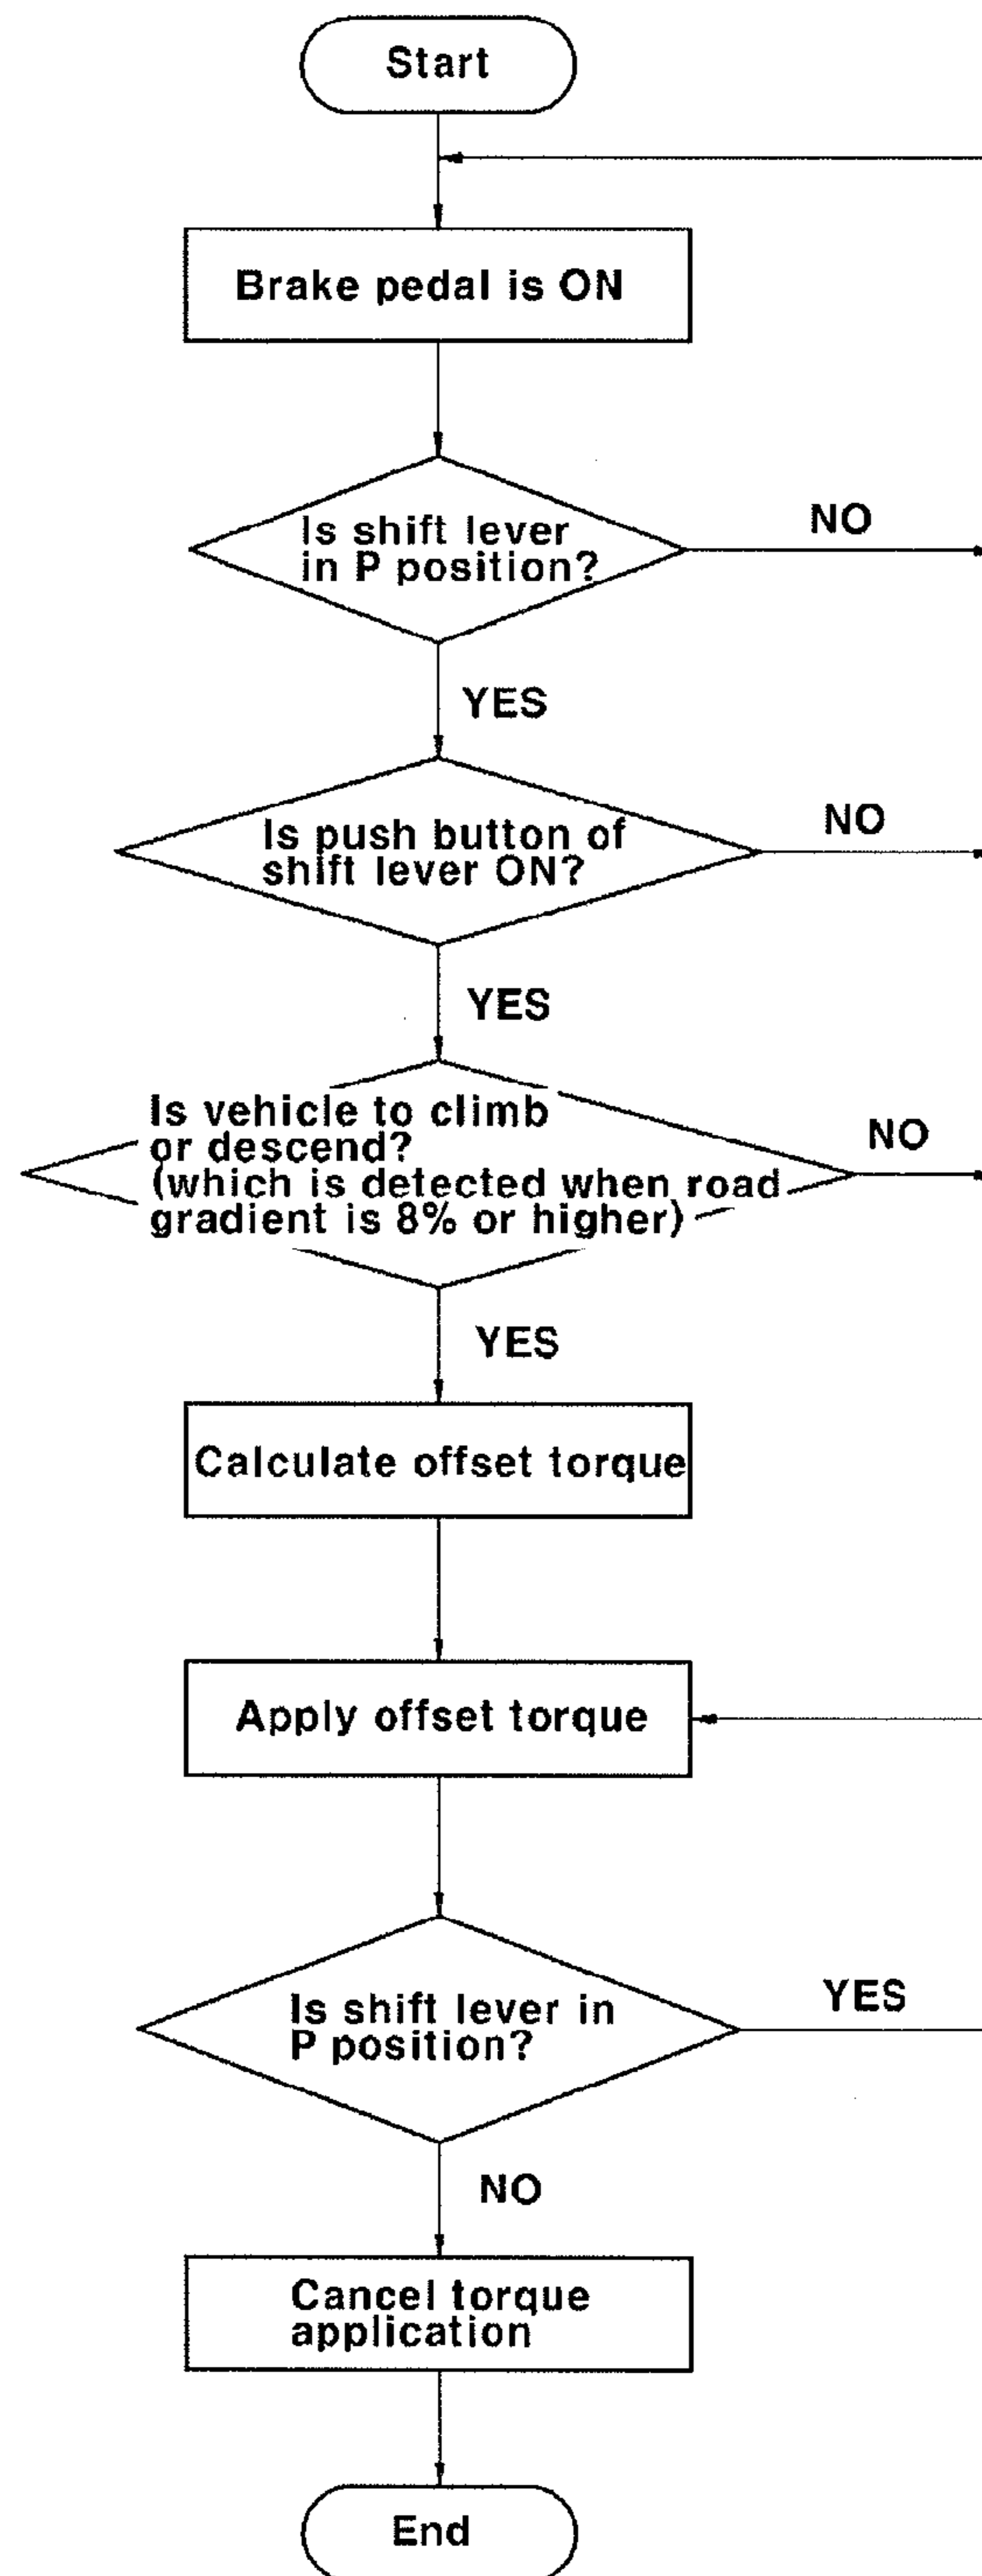 Start
Brake pedal is ON
Is shift lever
in P position?
NO
YES
Is push button of
shift lever ON?
NO
YES
Is vehicle to climb
or descend?
(which is detected when road
gradient is 8% or higher)
NO
YES
Calculate offset torque
Apply offset torque
Is shift lever in
P position?
YES
NO
Cancel torque
application
End